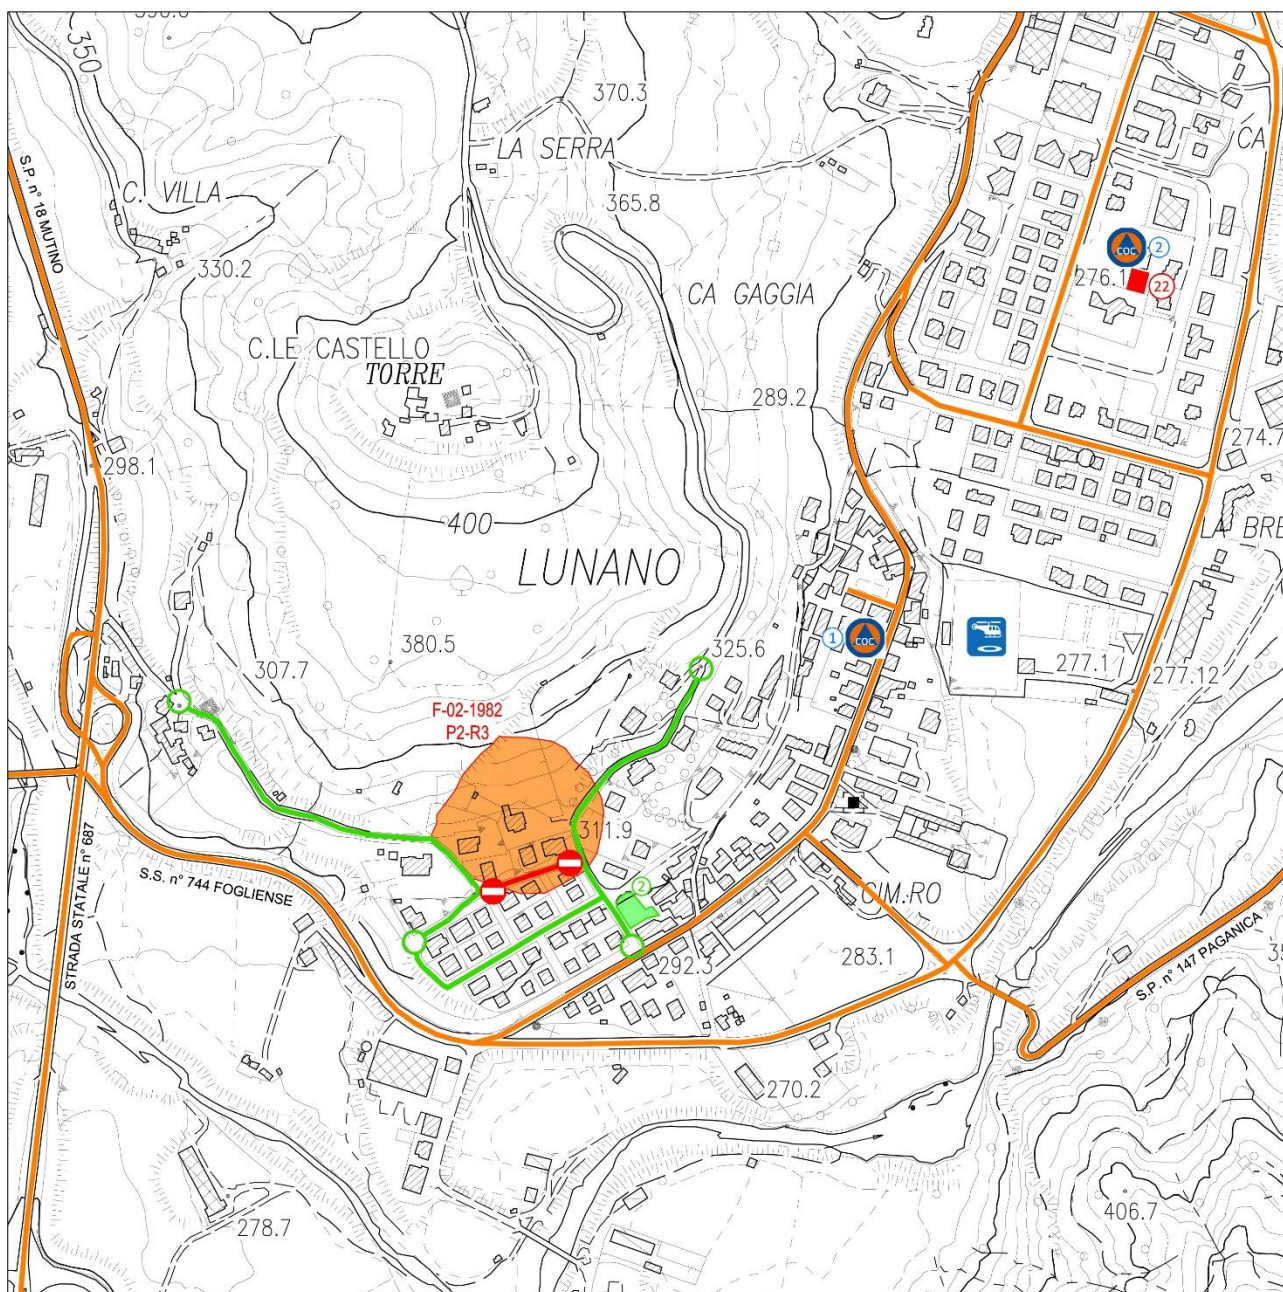 350
370.3
LA SERRA
CA
S.P. n° 18 MUTINO
C. VILLA
365.8
COC
2
330.2
276.1
22
CA GAGGIA
C.LE CASTELLO
TORRE
289.2
274.7
298.1
400
LA BRE
LUNANO
1
COC
380.5
325.6
277.1
307.7
277.12
F-02-1982
P2-R3
311.9
STRADA STATALE n° 687
S.S. n° 744 FOGLIENSE
2
CIM.RO
292.3
283.1
S.P. n° 147 PAGANICA
270.2
278.7
406.7